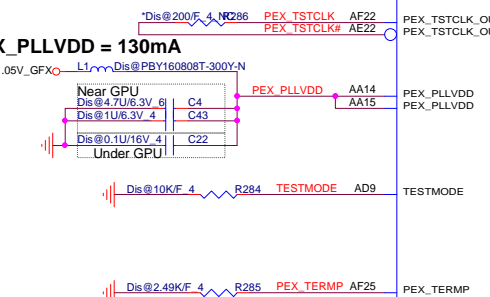 *Dis@200/F_4_NC R286 PEX_TSTCLK AF22 PEX_TSTCLK_OU
PEX_TSTCLK# AE22 PEX_TSTCLK_OU
X_PLLVDD = 130mA
.05V_GFX L1 Dis@PBY160808T-300Y-N
Near GPU PEX_PLLVDD AA14 PEX_PLLVDD
Dis@4.7U/6.3V_6 C4 AA15 PEX_PLLVDD
Dis@1U/6.3V_4 C43
Dis@0.1U/16V_4 C22
Under GPU
Dis@10K/F_4 R284 TESTMODE AD9 TESTMODE
Dis@2.49K/F_4 R285 PEX_TERMP AF25 PEX_TERMP